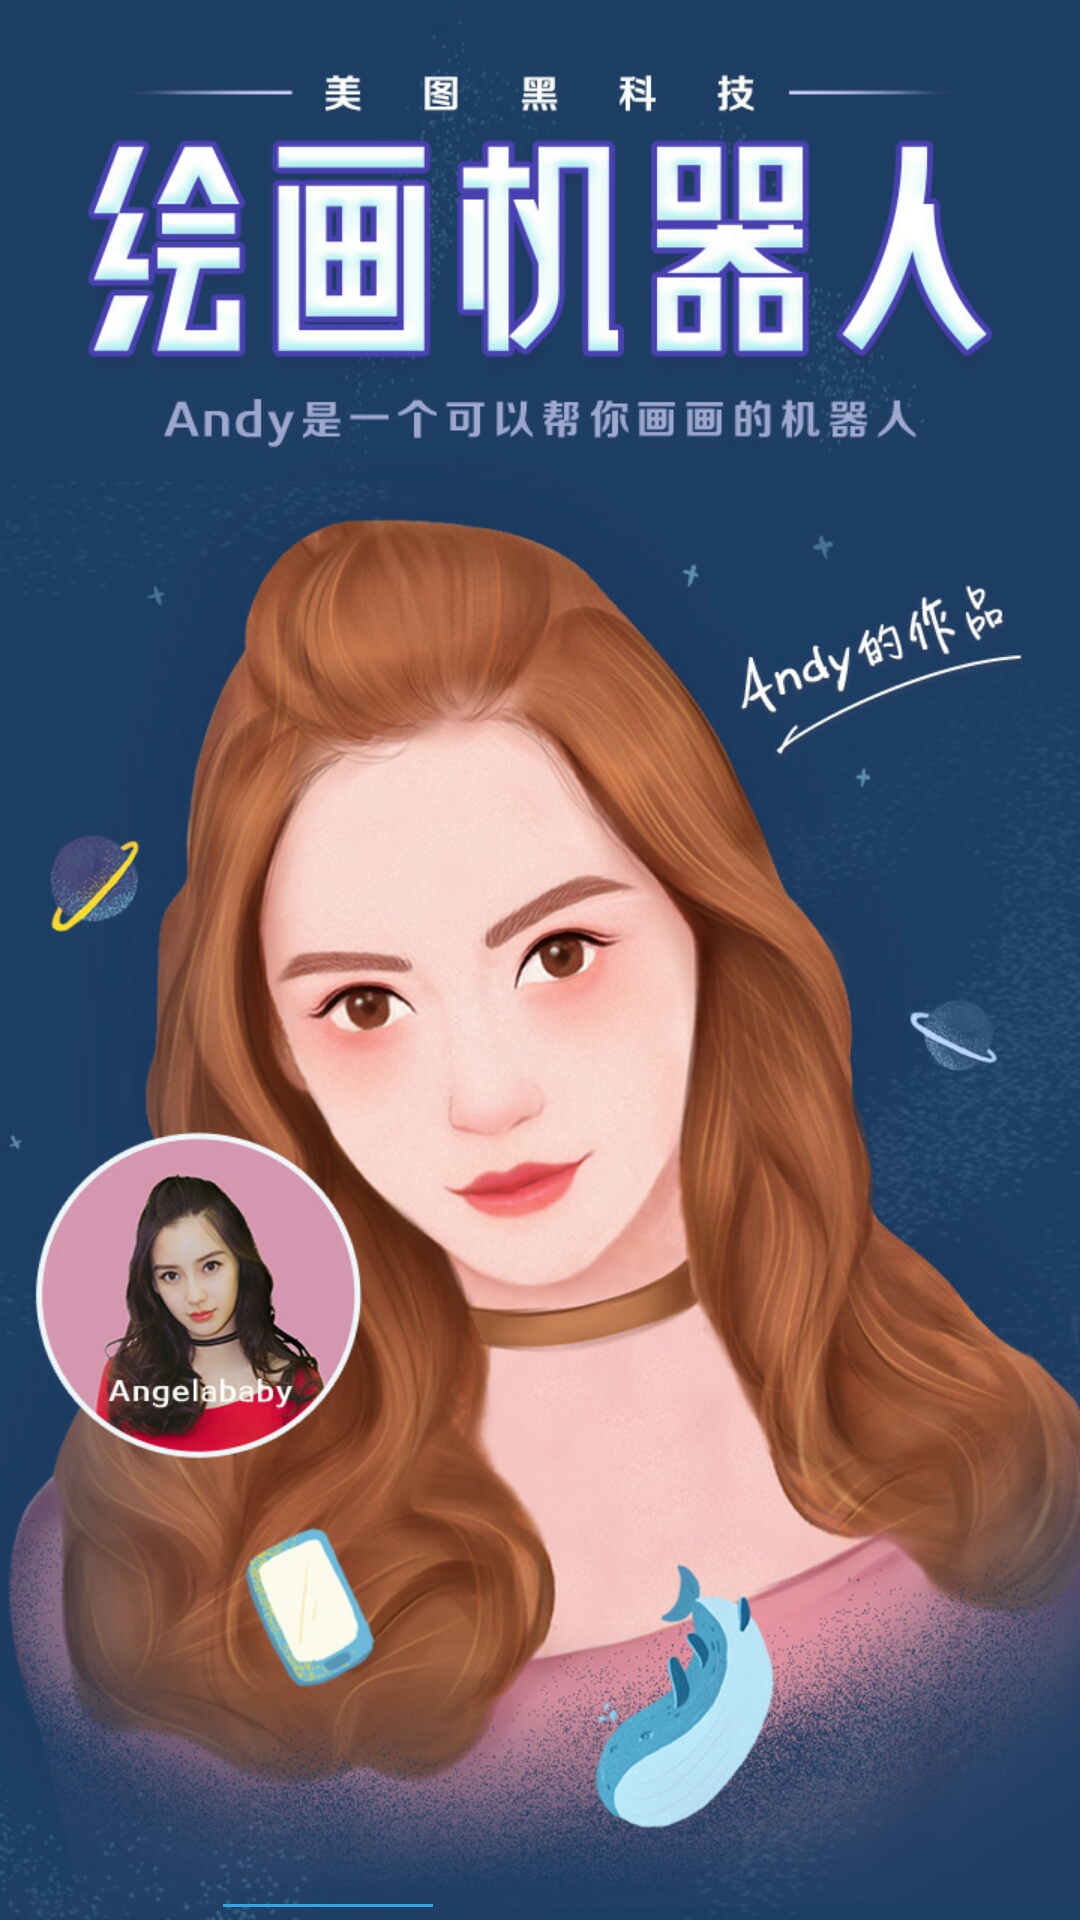 美图黑科技
绘画机器人
Andy是一个可以帮你画画的机器人
Andy的作品
Angelababy